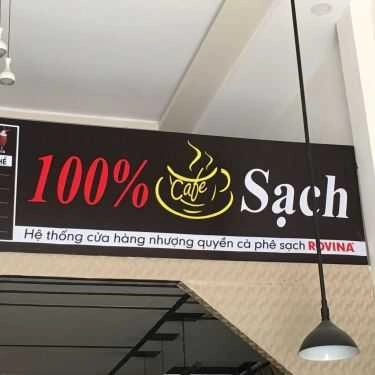 100% Cafe Sạch
Hệ thống cửa hàng nhượng quyền cà phê sạch ROVINA